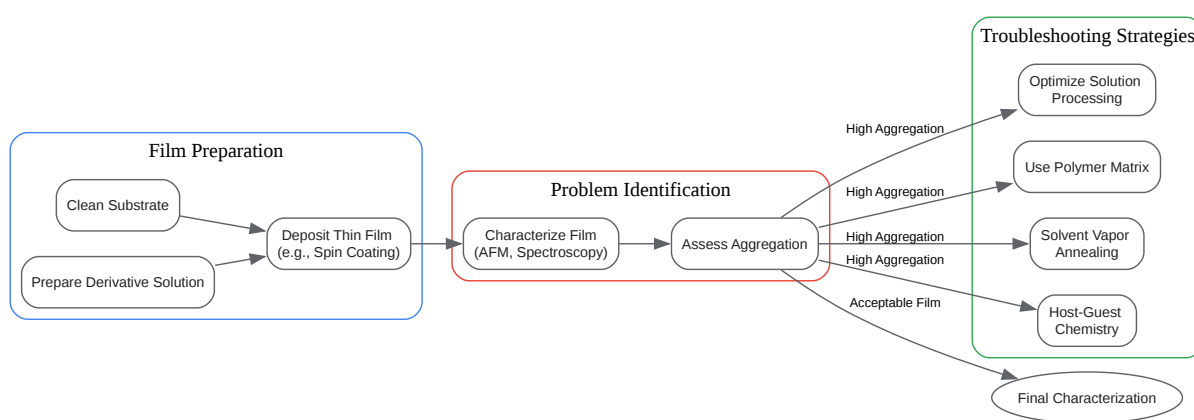 Film Preparation
Clean Substrate
Prepare Derivative Solution
Deposit Thin Film
(e.g., Spin Coating)
Problem Identification
Characterize Film
(AFM, Spectroscopy)
Assess Aggregation
High Aggregation
High Aggregation
High Aggregation
High Aggregation
Acceptable Film
Troubleshooting Strategies
Optimize Solution
Processing
Use Polymer Matrix
Solvent Vapor
Annealing
Host-Guest
Chemistry
Final Characterization